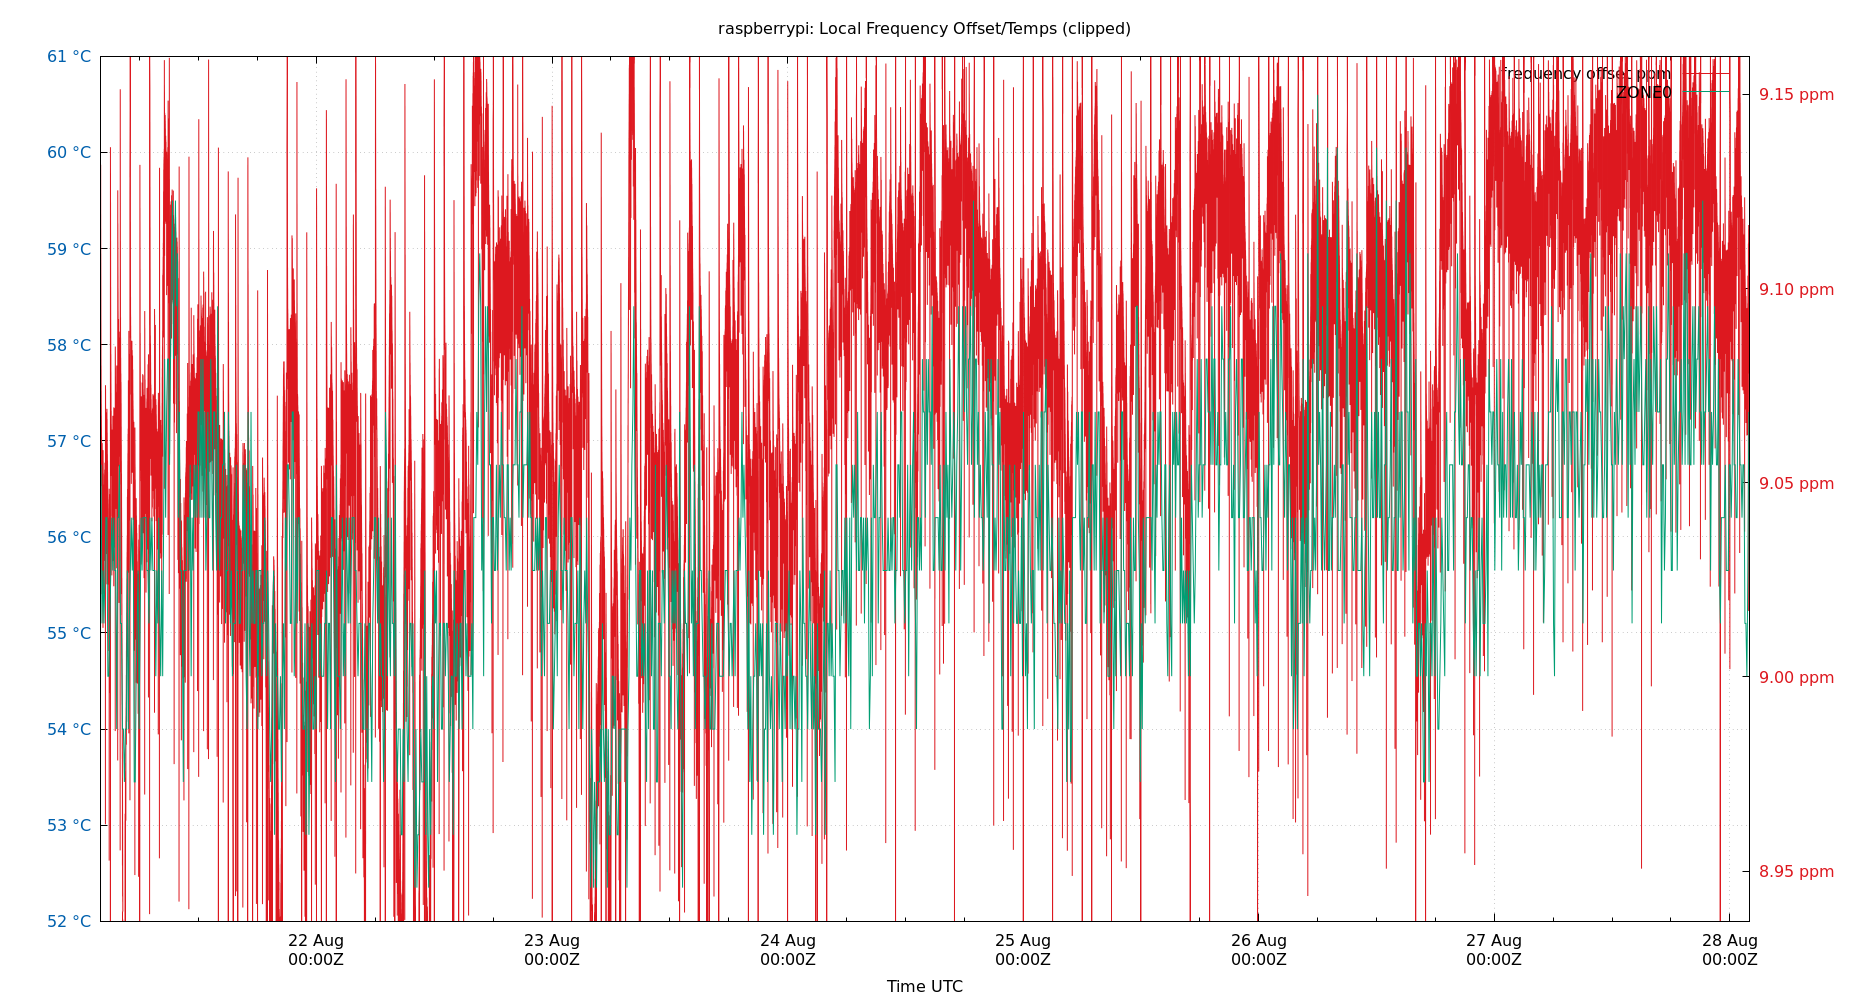 raspberrypi: Local Frequency Offset/Temps (clipped)
61 °C
60 °C
59 °C
58 °C
57 °C
56 °C
55 °C
54 °C
53 °C
52 °C
frequency offset ppm
ZONE0
9.15 ppm
9.10 ppm
9.05 ppm
9.00 ppm
8.95 ppm
22 Aug
00:00Z
23 Aug
00:00Z
24 Aug
00:00Z
25 Aug
00:00Z
26 Aug
00:00Z
27 Aug
00:00Z
28 Aug
00:00Z
Time UTC